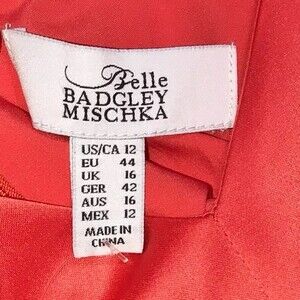 Belle
BADGLEY
MISCHKA
US/CA 12
EU 44
UK 16
GER 42
AUS 16
MEX 12
MADE IN
CHINA